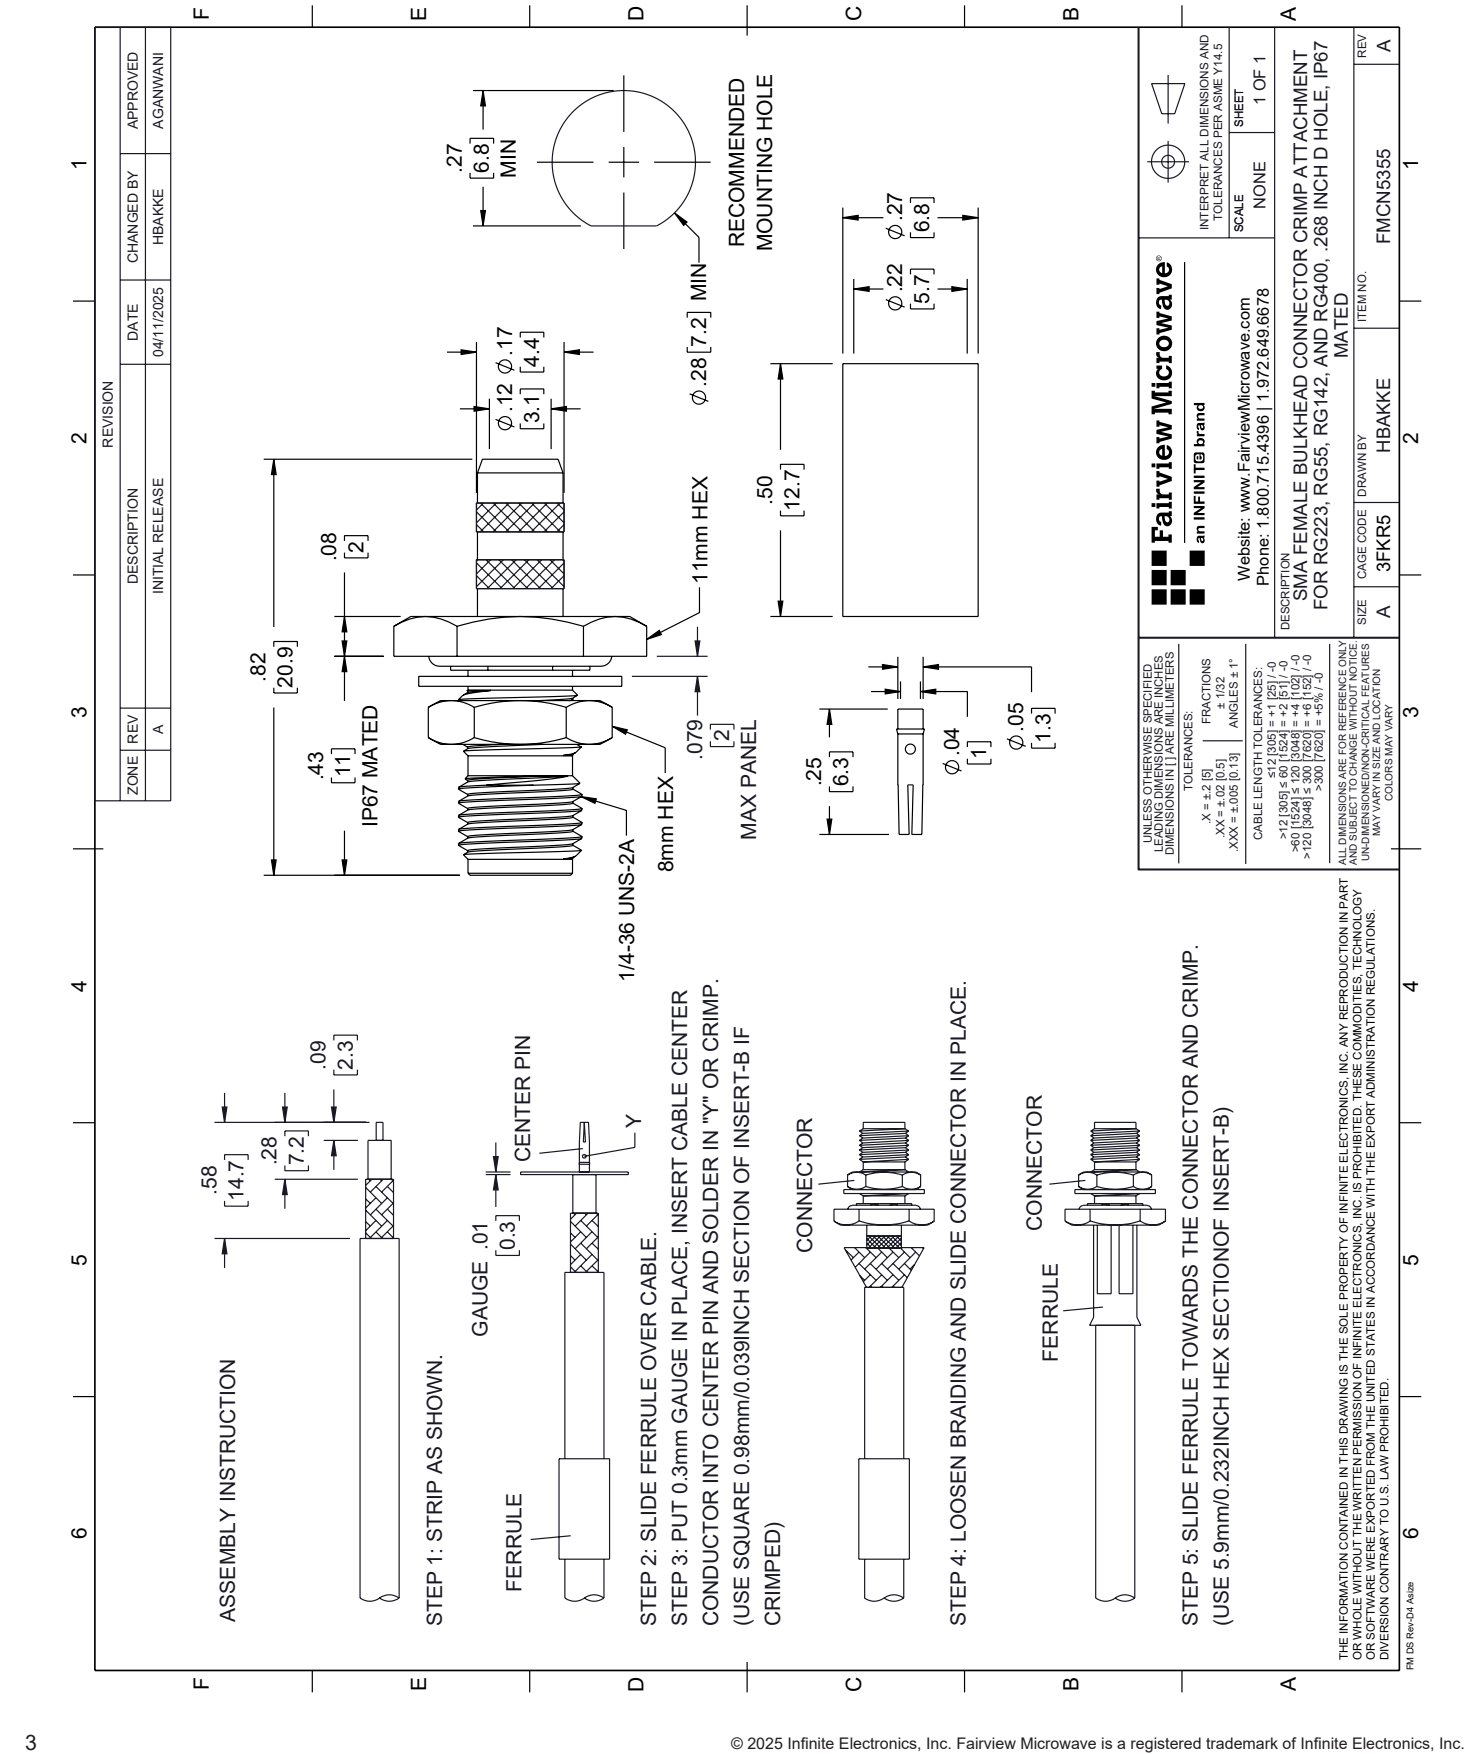 F
E
D
C
B
A
6
5
4
3
2
1
REVISION
ZONE REV DESCRIPTION DATE CHANGED BY APPROVED
A INITIAL RELEASE 04/11/2025 HBAKKE AGANWANI
ASSEMBLY INSTRUCTION
.58
[14.7]
.28
[7.2]
.09
[2.3]
STEP 1: STRIP AS SHOWN.
GAUGE .01
[0.3]
CENTER PIN
FERRULE
Y
STEP 2: SLIDE FERRULE OVER CABLE.
STEP 3: PUT 0.3mm GAUGE IN PLACE, INSERT CABLE CENTER
CONDUCTOR INTO CENTER PIN AND SOLDER IN "Y" OR CRIMP.
(USE SQUARE 0.98mm/0.039INCH SECTION OF INSERT-B IF
CRIMPED)
CONNECTOR
STEP 4: LOOSEN BRAIDING AND SLIDE CONNECTOR IN PLACE.
CONNECTOR
FERRULE
STEP 5: SLIDE FERRULE TOWARDS THE CONNECTOR AND CRIMP.
(USE 5.9mm/0.232INCH HEX SECTIONOF INSERT-B)
.82
[20.9]
.43
[11]
IP67 MATED
.08
[2]
⌀.12
[3.1]
⌀.17
[4.4]
1/4-36 UNS-2A
8mm HEX
.079
[2]
MAX PANEL
11mm HEX
.27
[6.8]
MIN
⌀.28[7.2] MIN
RECOMMENDED
MOUNTING HOLE
.25
[6.3]
⌀.04
[1]
⌀.05
[1.3]
.50
[12.7]
⌀.22
[5.7]
⌀.27
[6.8]
UNLESS OTHERWISE SPECIFIED
LEADING DIMENSIONS ARE INCHES
DIMENSIONS IN [ ] ARE MILLIMETERS
TOLERANCES:
.X = ±.2 [5] FRACTIONS
.XX = ±.02 [0.5] ± 1/32
.XXX = ±.005 [0.13] ANGLES ± 1°
CABLE LENGTH TOLERANCES:
≤12 [305] = +1 [25] / -0
>12 [305] ≤ 60 [1524] = +2 [51] / -0
>60 [1524] ≤ 120 [3048] = +4 [102] / -0
>120 [3048] ≤ 300 [7620] = +6 [152] / -0
>300 [7620] = +5% / -0
ALL DIMENSIONS ARE FOR REFERENCE ONLY
AND SUBJECT TO CHANGE WITHOUT NOTICE.
UN-DIMENSIONED/NON-CRITICAL FEATURES
MAY VARY IN SIZE AND LOCATION
COLORS MAY VARY
Fairview Microwave®
an INFINIT℮ brand
Website: www.FairviewMicrowave.com
Phone: 1.800.715.4396 | 1.972.649.6678
INTERPRET ALL DIMENSIONS AND
TOLERANCES PER ASME Y14.5
SCALE
NONE
SHEET
1 OF 1
DESCRIPTION
SMA FEMALE BULKHEAD CONNECTOR CRIMP ATTACHMENT
FOR RG223, RG55, RG142, AND RG400, .268 INCH D HOLE, IP67
MATED
SIZE
A
CAGE CODE
3FKR5
DRAWN BY
HBAKKE
ITEM NO.
FMCN5355
REV
A
THE INFORMATION CONTAINED IN THIS DRAWING IS THE SOLE PROPERTY OF INFINITE ELECTRONICS, INC. ANY REPRODUCTION IN PART
OR WHOLE WITHOUT THE WRITTEN PERMISSION OF INFINITE ELECTRONICS, INC. IS PROHIBITED. THESE COMMODITIES, TECHNOLOGY
OR SOFTWARE WERE EXPORTED FROM THE UNITED STATES IN ACCORDANCE WITH THE EXPORT ADMINISTRATION REGULATIONS.
DIVERSION CONTRARY TO U.S. LAW PROHIBITED.
FM DS Rev-D4 Asize
6
5
4
3
2
1
F
E
D
C
B
A
3
© 2025 Infinite Electronics, Inc. Fairview Microwave is a registered trademark of Infinite Electronics, Inc.